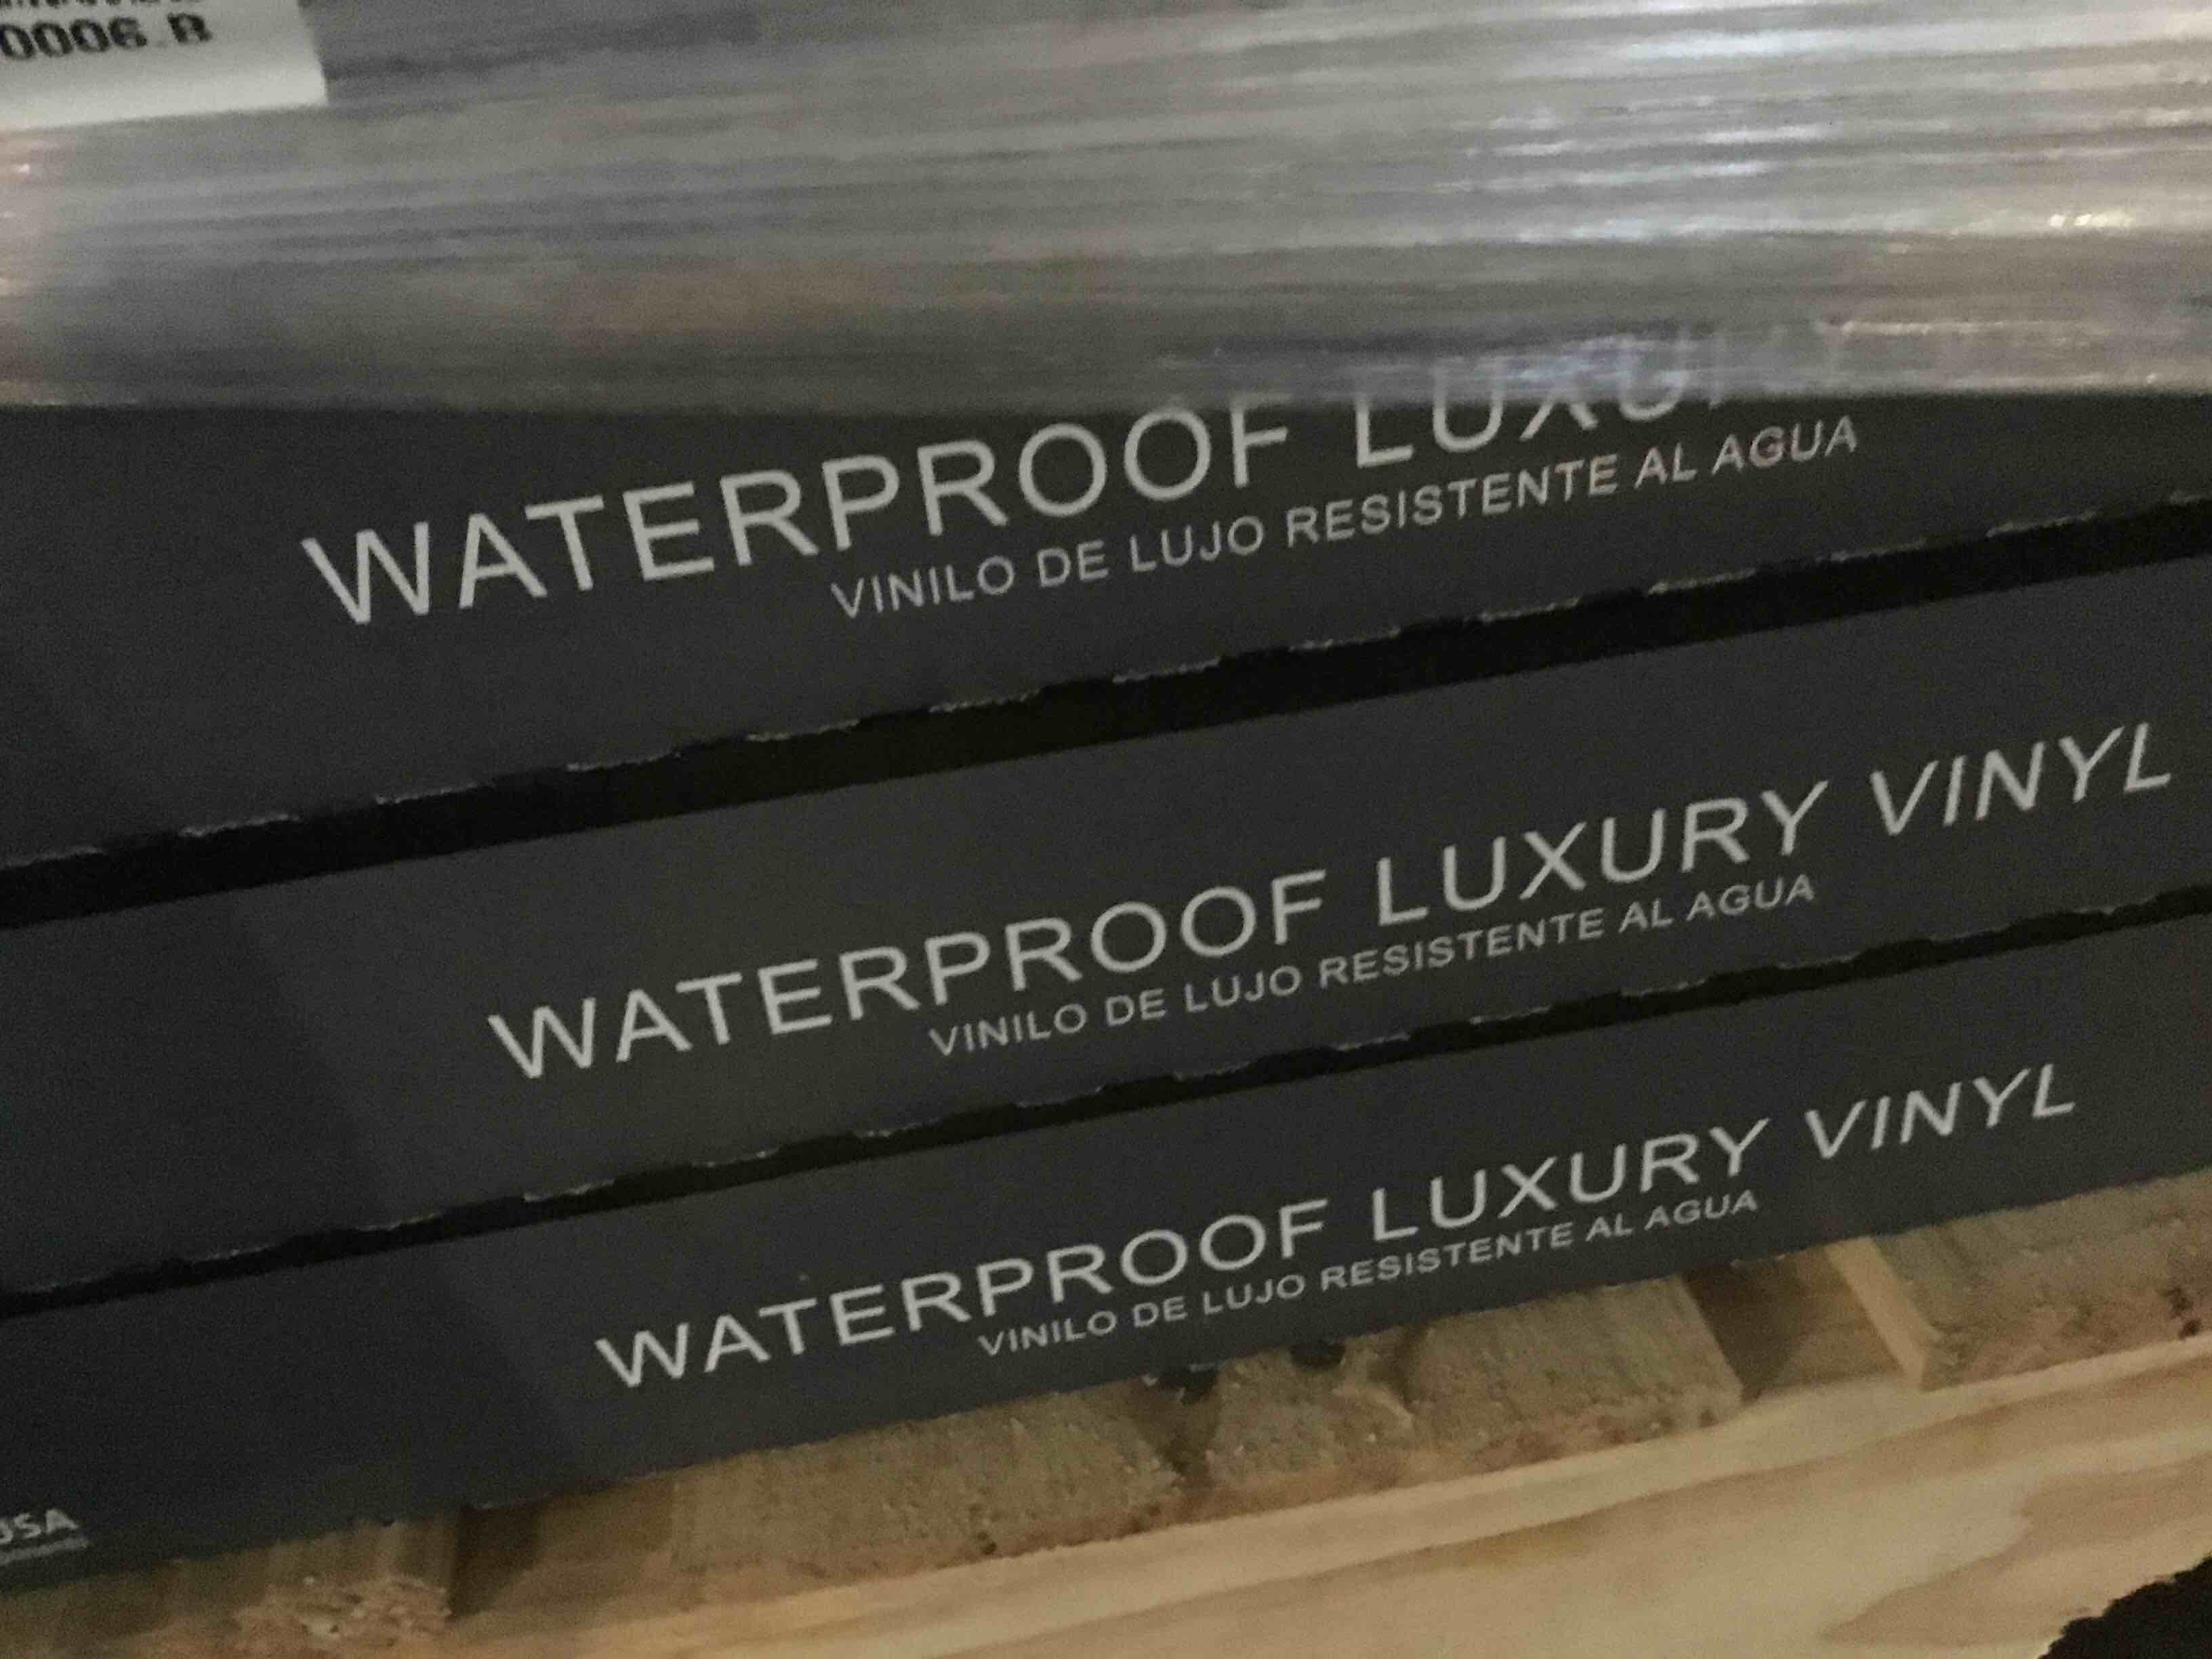 0006.B
WATERPROOF
VINILO DE LUJO RESISTENTE AL AGUA
WATERPROOF LUXURY VINYL
VINILO DE LUJO RESISTENTE AL AGUA
WATERPROOF LUXURY VINYL
VINILO DE LUJO RESISTENTE AL AGUA
USA